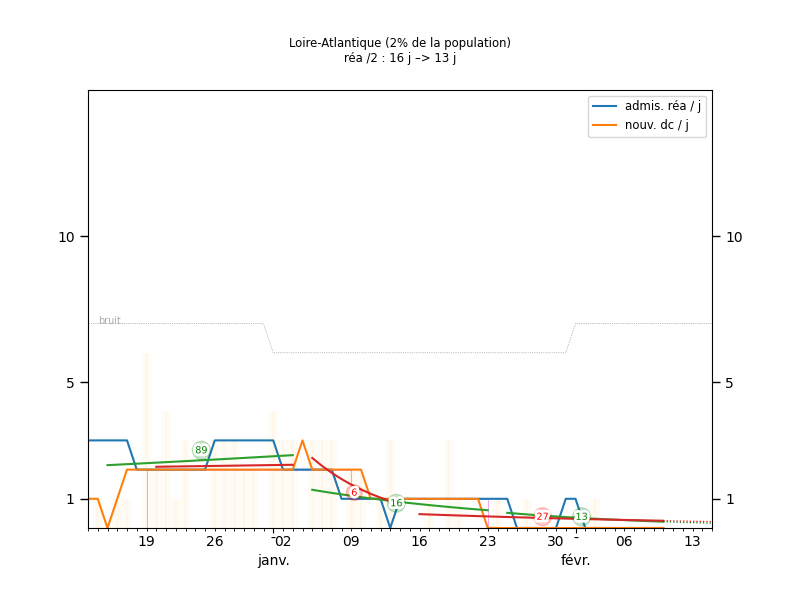 Loire-Atlantique (2% de la population)
réa /2 : 16 j –> 13 j
admis. réa / j
nouv. dc / j
10 10
bruit
5 5
89
6
16
27
13
1 1
19 26 02 09 16 23 30 06 13
janv. févr.